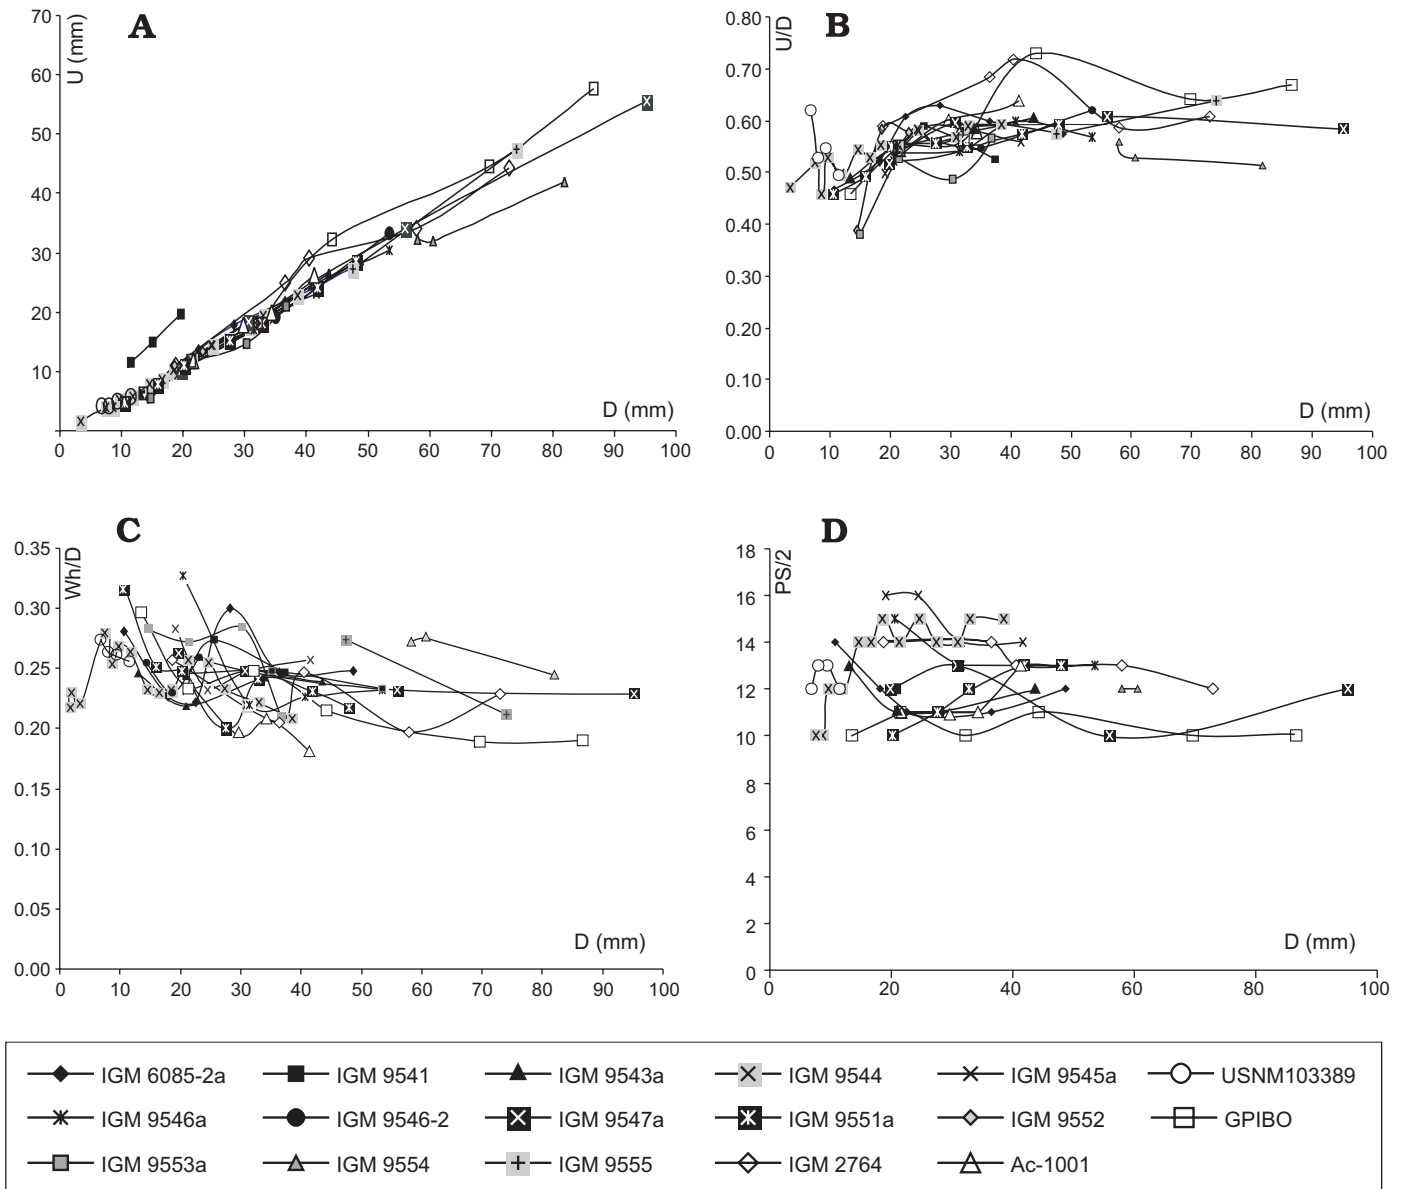 A
U (mm)
70
60
50
40
30
20
10
D (mm)
0 10 20 30 40 50 60 70 80 90 100
B
U/D
0.80
0.70
0.60
0.50
0.40
0.30
0.20
0.10
0.00
D (mm)
0 10 20 30 40 50 60 70 80 90 100
C
Wh/D
0.35
0.30
0.25
0.20
0.15
0.10
0.05
0.00
D (mm)
0 10 20 30 40 50 60 70 80 90 100
D
PS/2
18
16
14
12
10
8
6
4
2
0
D (mm)
0 20 40 60 80 100
IGM 6085-2a IGM 9541 IGM 9543a IGM 9544 IGM 9545a USNM103389
IGM 9546a IGM 9546-2 IGM 9547a IGM 9551a IGM 9552 GPIBO
IGM 9553a IGM 9554 IGM 9555 IGM 2764 Ac-1001